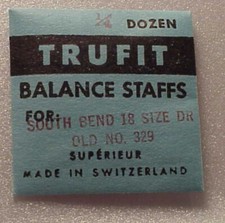 DOZEN
TRUFIT
BALANCE STAFFS
FOR:
SOUTH BEND 18 SIZE DR
OLD NO. 329
SUPÉRIEUR
MADE IN SWITZERLAND